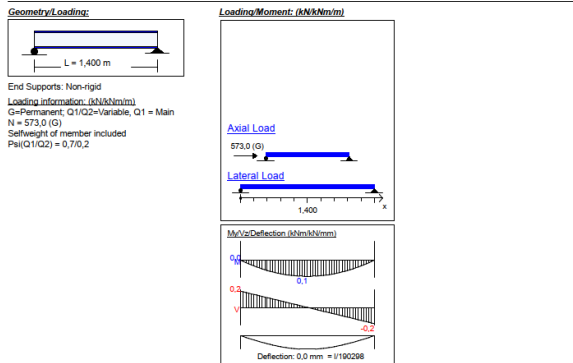 Geometry/Loading:
L = 1,400 m
End Supports: Non-rigid
Loading information: (kN/kNm/m)
G=Permanent; Q1/Q2=Variable, Q1 = Main
N = 573,0 (G)
Selfweight of member included
Psi(Q1/Q2) = 0,7/0,2
Loading/Moment: (kN/kNm/m)
Axial Load
573,0 (G)
Lateral Load
1,400
x
My/Vz/Deflection (kNm/kN/mm)
0,0
M
0,1
0,2
V
-0,2
Deflection: 0,0 mm = l/190298